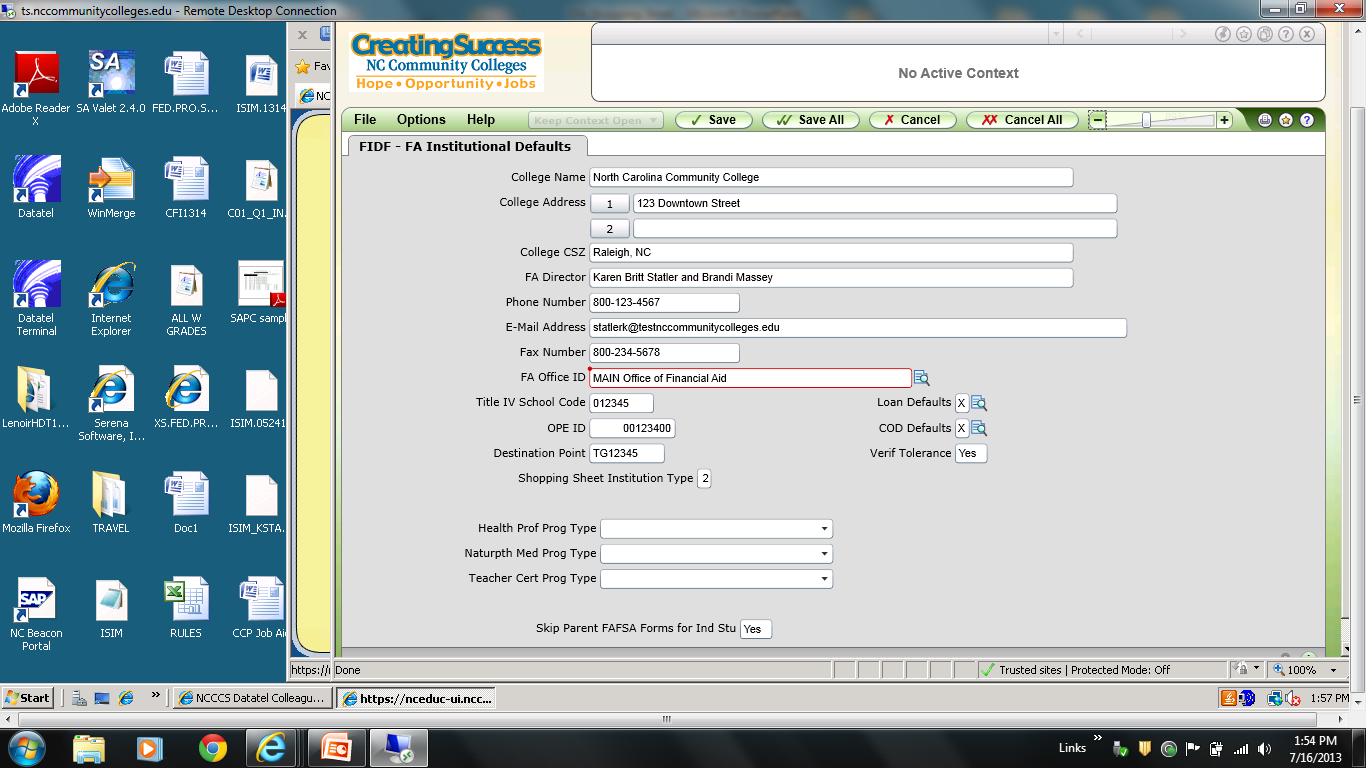 ts.nccommunitycolleges.edu - Remote Desktop Connection
Adobe Reader X
SA Valet 2.4.0
FED.PRO.S...
ISIM.1314
Datatel
WinMerge
CFI1314
C01_Q1_IN.
Datatel Terminal
Internet Explorer
ALL W GRADES
SAPC sampl
LenoirHDT1...
Serena Software, I...
XS.FED.PR...
ISIM.05241
Mozilla Firefox
TRAVEL
Doc1
ISIM_KSTA.
NC Beacon Portal
ISIM
RULES
CCP Job Aid
Fav
NC
https://
CreatingSuccess
NC Community Colleges
Hope • Opportunity • Jobs
No Active Context
File Options Help Keep Context Open Save Save All Cancel Cancel All
FIDF - FA Institutional Defaults
College Name North Carolina Community College
College Address 1 123 Downtown Street
2
College CSZ Raleigh, NC
FA Director Karen Britt Statler and Brandi Massey
Phone Number 800-123-4567
E-Mail Address statlerk@testnccommunitycolleges.edu
Fax Number 800-234-5678
FA Office ID MAIN Office of Financial Aid
Title IV School Code 012345 Loan Defaults X
OPE ID 00123400 COD Defaults X
Destination Point TG12345 Verif Tolerance Yes
Shopping Sheet Institution Type 2
Health Prof Prog Type
Naturpth Med Prog Type
Teacher Cert Prog Type
Skip Parent FAFSA Forms for Ind Stu Yes
Done Trusted sites | Protected Mode: Off 100%
Start » NCCCS Datatel Colleagu... https://nceduc-ui.ncc... 1:57 PM
Links » 1:54 PM
7/16/2013